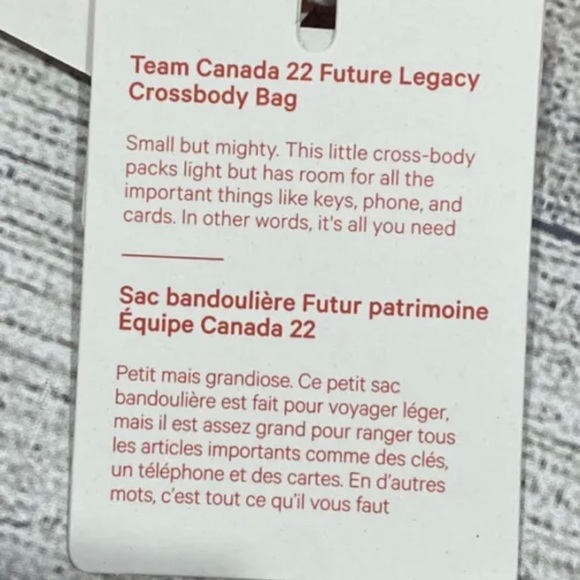 Team Canada 22 Future Legacy
Crossbody Bag
Small but mighty. This little cross-body
packs light but has room for all the
important things like keys, phone, and
cards. In other words, it's all you need
Sac bandoulière Futur patrimoine
Équipe Canada 22
Petit mais grandiose. Ce petit sac
bandoulière est fait pour voyager léger,
mais il est assez grand pour ranger tous
les articles importants comme des clés,
un téléphone et des cartes. En d'autres
mots, c'est tout ce qu'il vous faut